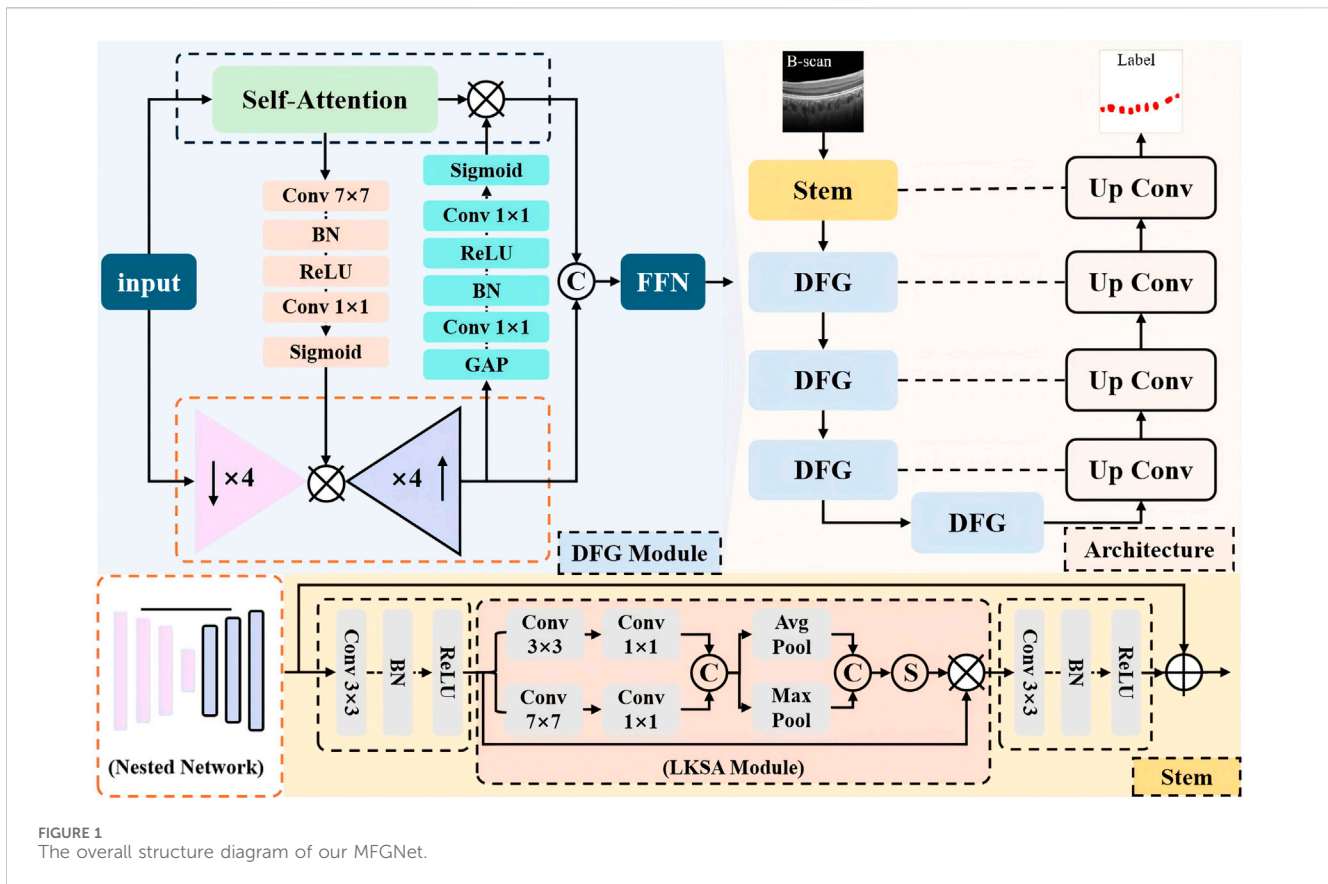 Self-Attention
Conv 7×7
BN
ReLU
Conv 1×1
Sigmoid
Sigmoid
Conv 1×1
ReLU
BN
Conv 1×1
GAP
input
C
FFN
↓ ×4
×4 ↑
DFG Module
B-scan
Label
Stem
Up Conv
DFG
Up Conv
DFG
Up Conv
DFG
Up Conv
DFG
Architecture
(Nested Network)
Conv 3×3
BN
ReLU
Conv
3×3
Conv
1×1
Conv
7×7
Conv
1×1
C
Avg
Pool
Max
Pool
C
S
(LKSA Module)
Conv 3×3
BN
ReLU
Stem
FIGURE 1
The overall structure diagram of our MFGNet.